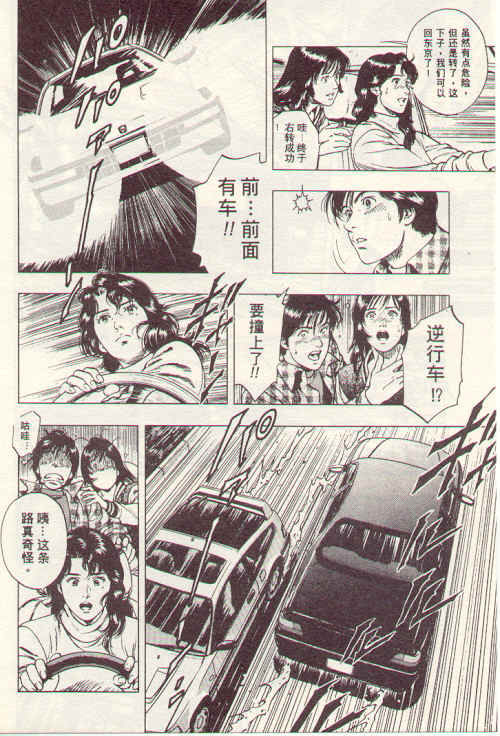 虽然有点危险，
但还是转了，这
下子，我们可以
回东京了！
哇…终于
右转成功
！
前…前面
有车!!
逆行车!?
要撞上了!!
咕哇…
咦…这条
路真奇怪。